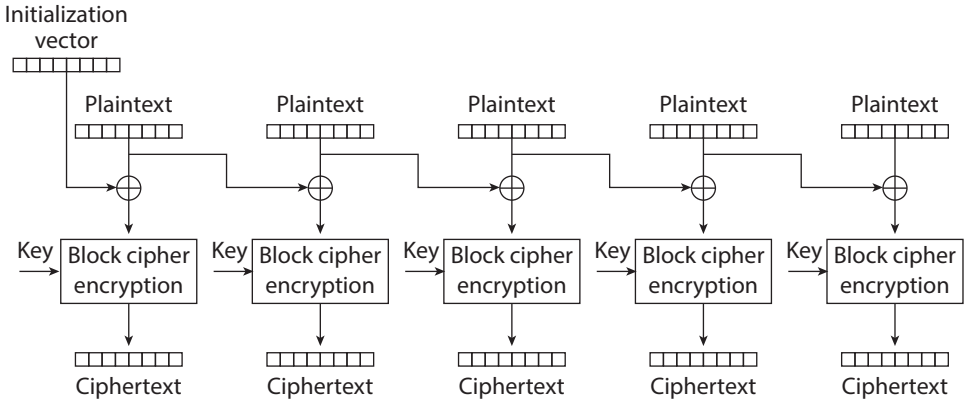 Initialization
vector
Plaintext
Plaintext
Plaintext
Plaintext
Plaintext
Key
Block cipher
encryption
Key
Block cipher
encryption
Key
Block cipher
encryption
Key
Block cipher
encryption
Key
Block cipher
encryption
Ciphertext
Ciphertext
Ciphertext
Ciphertext
Ciphertext